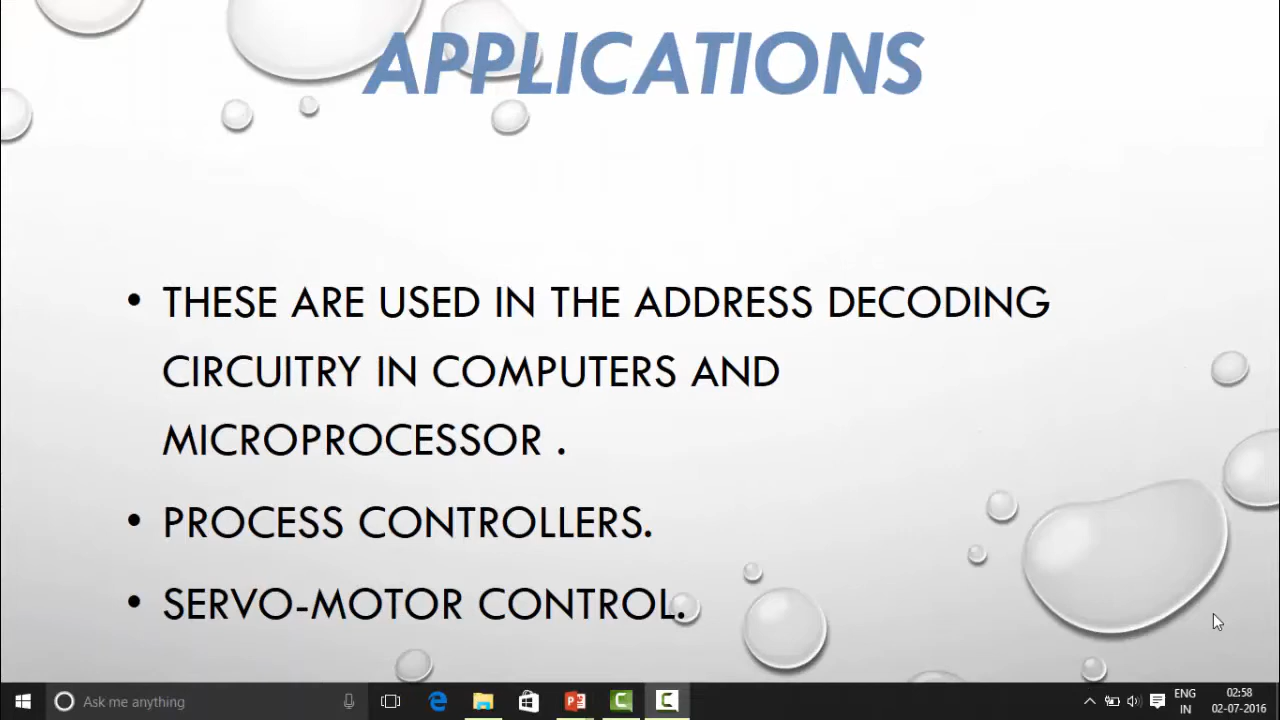 APPLICATIONS
• THESE ARE USED IN THE ADDRESS DECODING
CIRCUITRY IN COMPUTERS AND
MICROPROCESSOR .
• PROCESS CONTROLLERS.
• SERVO-MOTOR CONTROL.
Ask me anything
ENG
IN
02:58
02-07-2016